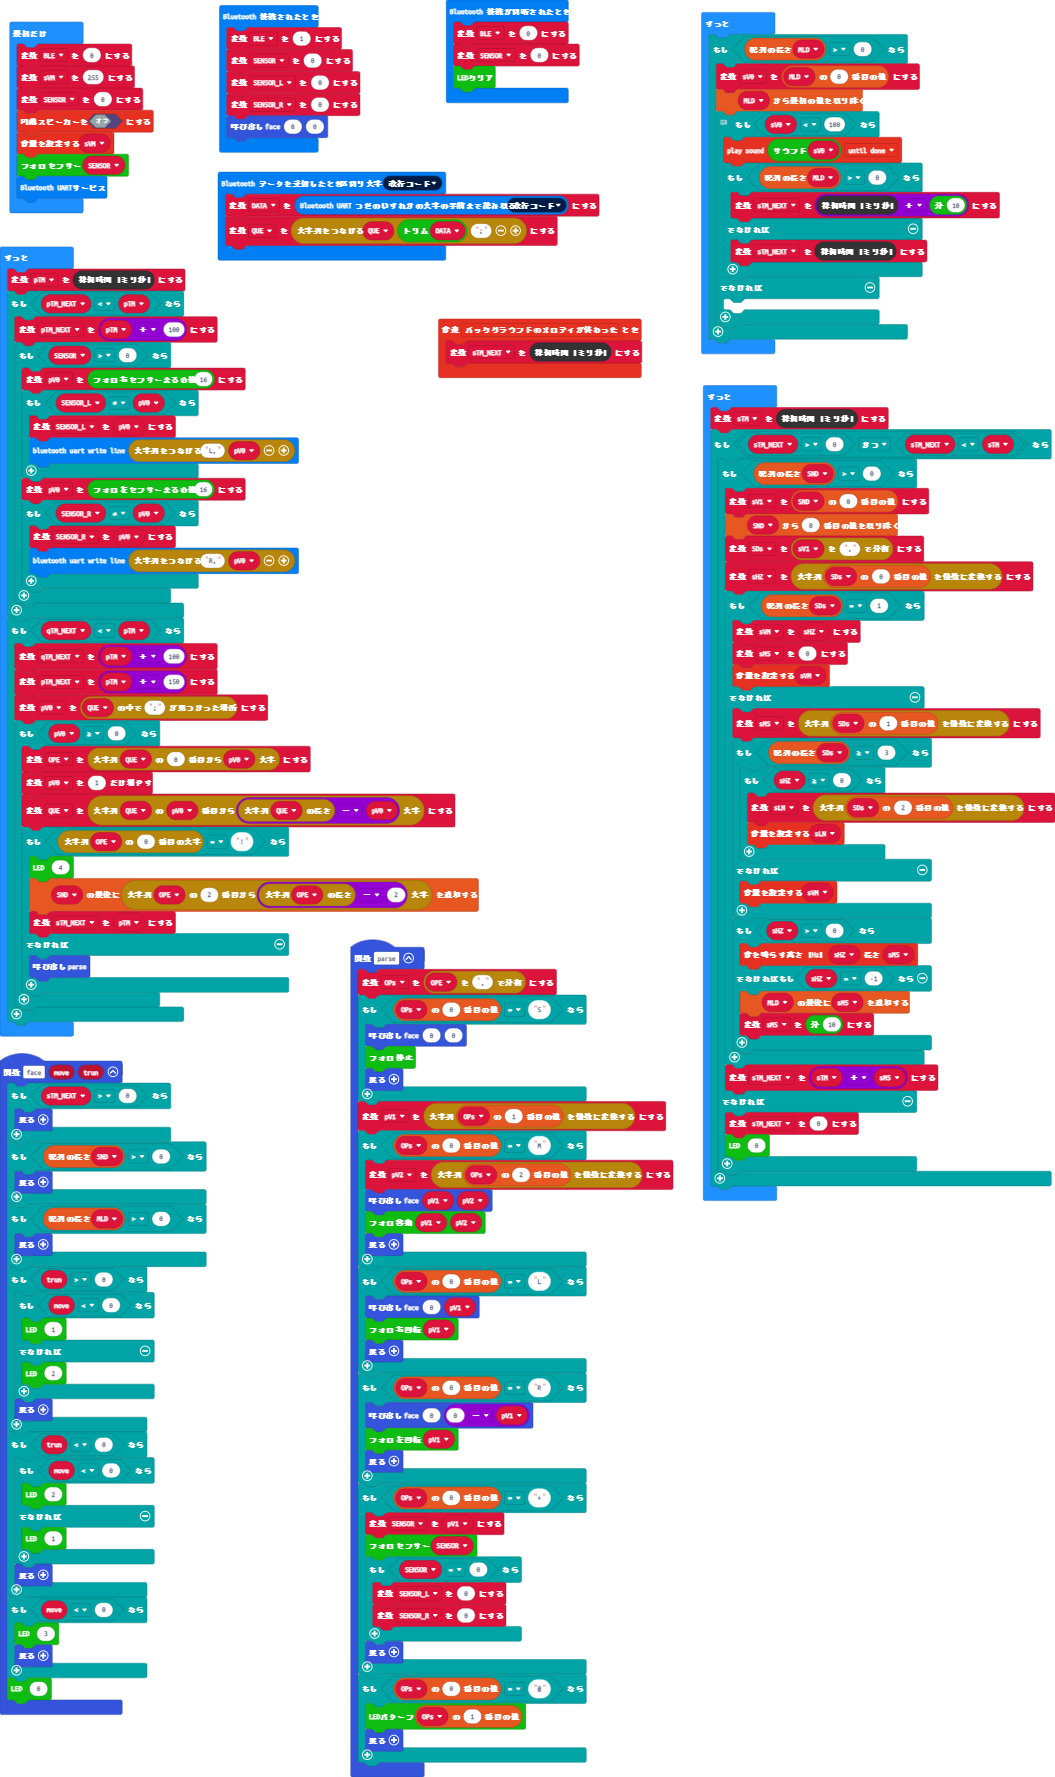 最初だけ
変数 BLE ▾ を 0 にする
変数 sVM ▾ を 255 にする
変数 SENSOR ▾ を 0 にする
内蔵スピーカーを オフ にする
音量を設定する sVM ▾
フォロセンサー SENSOR ▾
Bluetooth UARTサービス
Bluetooth 接続されたとき
変数 BLE ▾ を 1 にする
変数 SENSOR ▾ を 0 にする
変数 SENSOR_L ▾ を 0 にする
変数 SENSOR_R ▾ を 0 にする
呼び出し face 0 0
Bluetooth 接続が切断されたとき
変数 BLE ▾ を 0 にする
変数 SENSOR ▾ を 0 にする
LEDクリア
Bluetooth データを受信したとき区切り文字 改行コード▾
変数 DATA ▾ を Bluetooth UART つぎのいずれかの文字の手前まで読み取る 改行コード▾ にする
変数 QUE ▾ を 文字列をつなげる QUE ▾ トリム DATA ▾ ";" にする
ずっと
変数 pTM ▾ を 稼働時間 (ミリ秒) にする
もし pTM_NEXT ▾ < ▾ pTM ▾ なら
変数 pTM_NEXT ▾ を pTM ▾ + ▾ 100 にする
もし SENSOR ▾ > ▾ 0 なら
変数 pV0 ▾ を 16 にする
もし SENSOR_L ▾ ≠ ▾ pV0 ▾ なら
変数 SENSOR_L ▾ を pV0 ▾ にする
bluetooth uart write line 文字列をつなげる "L," pV0 ▾
変数 pV0 ▾ を 16 にする
もし SENSOR_R ▾ ≠ ▾ pV0 ▾ なら
変数 SENSOR_R ▾ を pV0 ▾ にする
bluetooth uart write line 文字列をつなげる "R," pV0 ▾
もし qTM_NEXT ▾ < ▾ pTM ▾ なら
変数 qTM_NEXT ▾ を pTM ▾ + ▾ 100 にする
変数 pTM_NEXT ▾ を pTM ▾ + ▾ 150 にする
変数 pV0 ▾ を QUE ▾ の中で ";" が見つかった場所 にする
もし pV0 ▾ ≥ ▾ 0 なら
変数 OPE ▾ を 文字列 QUE ▾ の 0 番目から pV0 ▾ 文字 にする
変数 pV0 ▾ を 1 だけ増やす
変数 QUE ▾ を 文字列 QUE ▾ の pV0 ▾ 番目から 文字列 QUE ▾ の長さ - ▾ pV0 ▾ 文字 にする
もし 文字列 OPE ▾ の 0 番目の文字 = ▾ "!" なら
LED 4
SND ▾ の最後に 文字列 OPE ▾ の 2 番目から 文字列 OPE ▾ の長さ - ▾ 2 文字 を追加する
変数 sTM_NEXT ▾ を pTM ▾ にする
でなければ
呼び出し parse
音楽 バックグラウンドのメロディが終わった とき
変数 sTM_NEXT ▾ を 稼働時間 (ミリ秒) にする
ずっと
もし 配列の長さ MLD ▾ > ▾ 0 なら
変数 sV0 ▾ を MLD ▾ の 0 番目の値 にする
MLD ▾ から最初の値を取り除く
もし sV0 ▾ < ▾ 100 なら
play sound サウンド sV0 ▾ until done ▾
もし 配列の長さ MLD ▾ > ▾ 0 なら
変数 sTM_NEXT ▾ を 稼働時間 (ミリ秒) + ▾ 分 10 にする
でなければ
変数 sTM_NEXT ▾ を 稼働時間 (ミリ秒) にする
でなければ
ずっと
変数 sTM ▾ を 稼働時間 (ミリ秒) にする
もし sTM_NEXT ▾ > ▾ 0 かつ ▾ sTM_NEXT ▾ < ▾ sTM ▾ なら
もし 配列の長さ SND ▾ > ▾ 0 なら
変数 sV1 ▾ を SND ▾ の 0 番目の値 にする
SND ▾ から 0 番目の値を取り除く
変数 SDs ▾ を sV1 ▾ を "," で分割 にする
変数 sHZ ▾ を 文字列 SDs ▾ の 0 番目の値 を整数に変換する にする
もし 配列の長さ SDs ▾ = ▾ 1 なら
変数 sVM ▾ を sHZ ▾ にする
変数 sMS ▾ を 0 にする
音量を設定する sVM ▾
でなければ
変数 sMS ▾ を 文字列 SDs ▾ の 1 番目の値 を整数に変換する にする
もし 配列の長さ SDs ▾ ≥ ▾ 3 なら
もし sHZ ▾ ≥ ▾ 0 なら
変数 sLN ▾ を 文字列 SDs ▾ の 2 番目の値 を整数に変換する にする
音量を設定する sLN ▾
でなければ
音量を設定する sVM ▾
もし sHZ ▾ > ▾ 0 なら
音を鳴らす高さ (Hz) sHZ ▾ 長さ sMS ▾
でなければもし sHZ ▾ = ▾ -1 なら
MLD ▾ の最後に sMS ▾ を追加する
変数 sMS ▾ を 分 10 にする
変数 sTM_NEXT ▾ を sTM ▾ + ▾ sMS ▾ にする
でなければ
変数 sTM_NEXT ▾ を 0 にする
LED 0
関数 face move trun
もし sTM_NEXT ▾ > ▾ 0 なら
戻る
もし 配列の長さ SND ▾ > ▾ 0 なら
戻る
もし 配列の長さ MLD ▾ > ▾ 0 なら
戻る
もし trun > ▾ 0 なら
もし move < ▾ 0 なら
LED 1
でなければ
LED 2
戻る
もし trun < ▾ 0 なら
もし move < ▾ 0 なら
LED 2
でなければ
LED 1
戻る
もし move < ▾ 0 なら
LED 3
戻る
LED 0
関数 parse
変数 OPs ▾ を OPE ▾ を "," で分割 にする
もし OPs ▾ の 0 番目の値 = ▾ "S" なら
呼び出し face 0 0
フォロ停止
戻る
変数 pV1 ▾ を 文字列 OPs ▾ の 1 番目の値 を整数に変換する にする
もし OPs ▾ の 0 番目の値 = ▾ "M" なら
変数 pV2 ▾ を 文字列 OPs ▾ の 2 番目の値 を整数に変換する にする
呼び出し face pV1 ▾ pV2 ▾
フォロ移動 pV1 ▾ pV2 ▾
戻る
もし OPs ▾ の 0 番目の値 = ▾ "L" なら
呼び出し face 0 pV1 ▾
フォロ右回転 pV1 ▾
戻る
もし OPs ▾ の 0 番目の値 = ▾ "R" なら
呼び出し face 0 0 - ▾ pV1 ▾
フォロ左回転 pV1 ▾
戻る
もし OPs ▾ の 0 番目の値 = ▾ "+" なら
変数 SENSOR ▾ を pV1 ▾ にする
フォロセンサー SENSOR ▾
もし SENSOR ▾ = ▾ 0 なら
変数 SENSOR_L ▾ を 0 にする
変数 SENSOR_R ▾ を 0 にする
戻る
もし OPs ▾ の 0 番目の値 = ▾ "@" なら
LEDパターン OPs ▾ の 1 番目の値
戻る